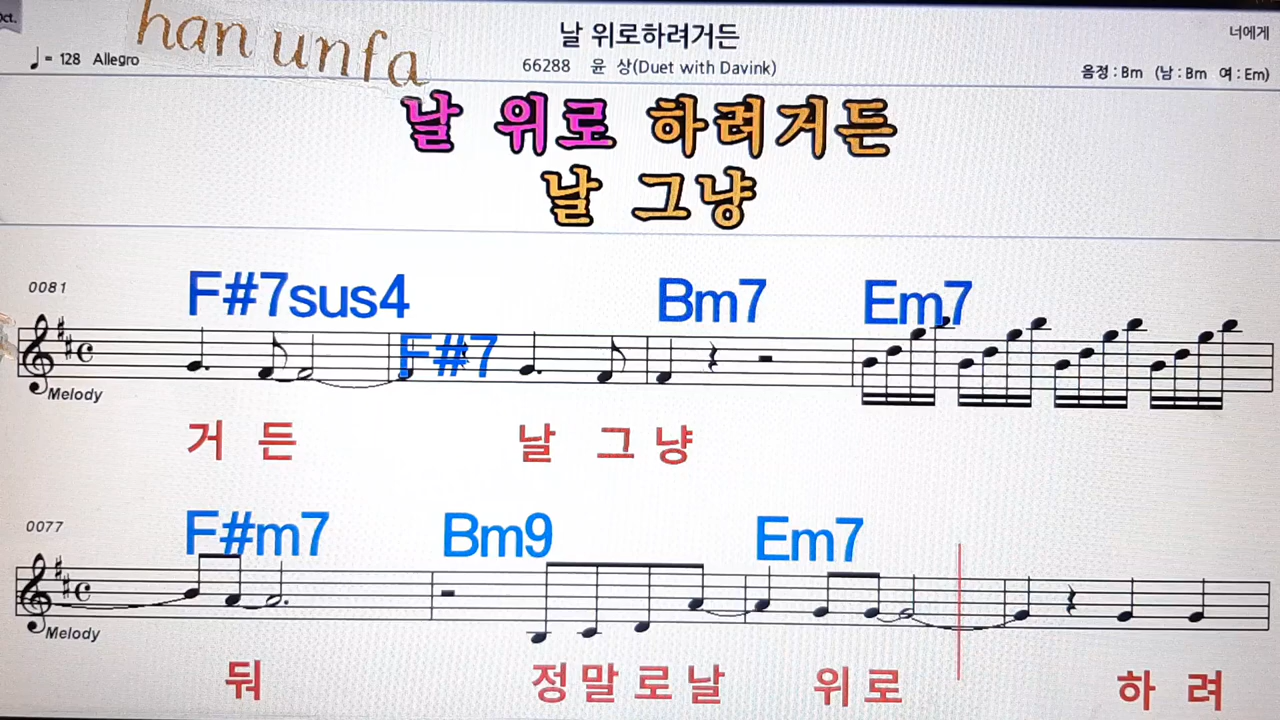 Oct.
han unfa
날 위로하려거든
너에게
♩= 128 Allegro
66288 윤 상(Duet with Davink)
음정 : Bm (남 : Bm 여 : Em)
날 위로 하려거든
날 그냥
0081
F#7sus4 F#7 Bm7 Em7
Melody
거 든 날 그 냥
0077
F#m7 Bm9 Em7
Melody
둬 정 말 로 날 위 로 하 려